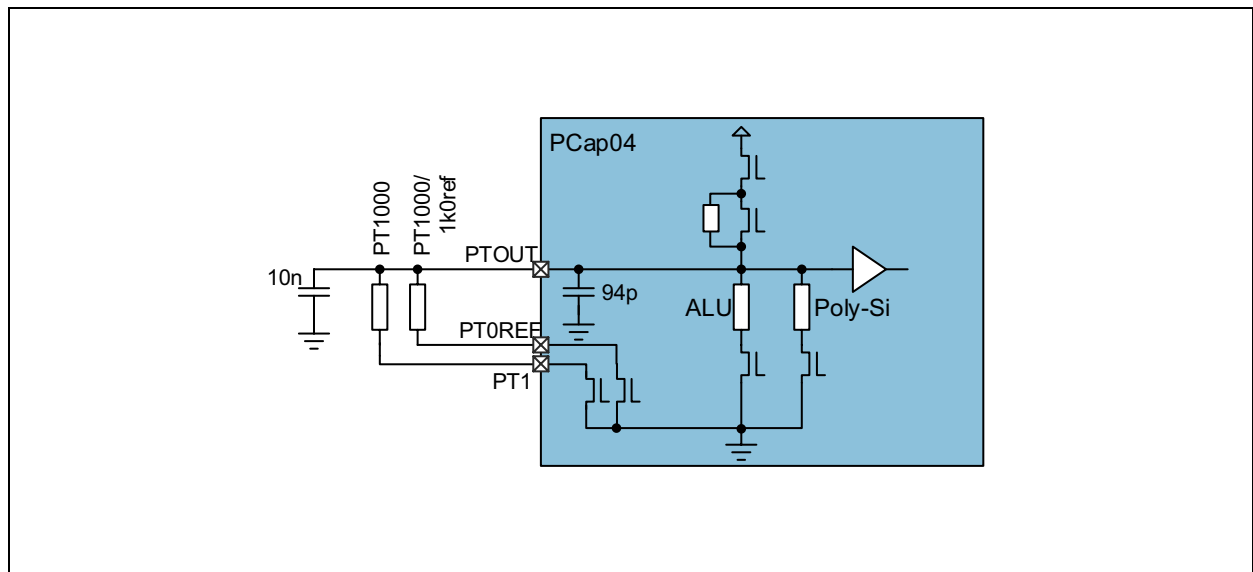 PCap04
PT1000
PT1000/
1k0ref
PTOUT
10n
94p
ALU
Poly-Si
PT0REF
PT1